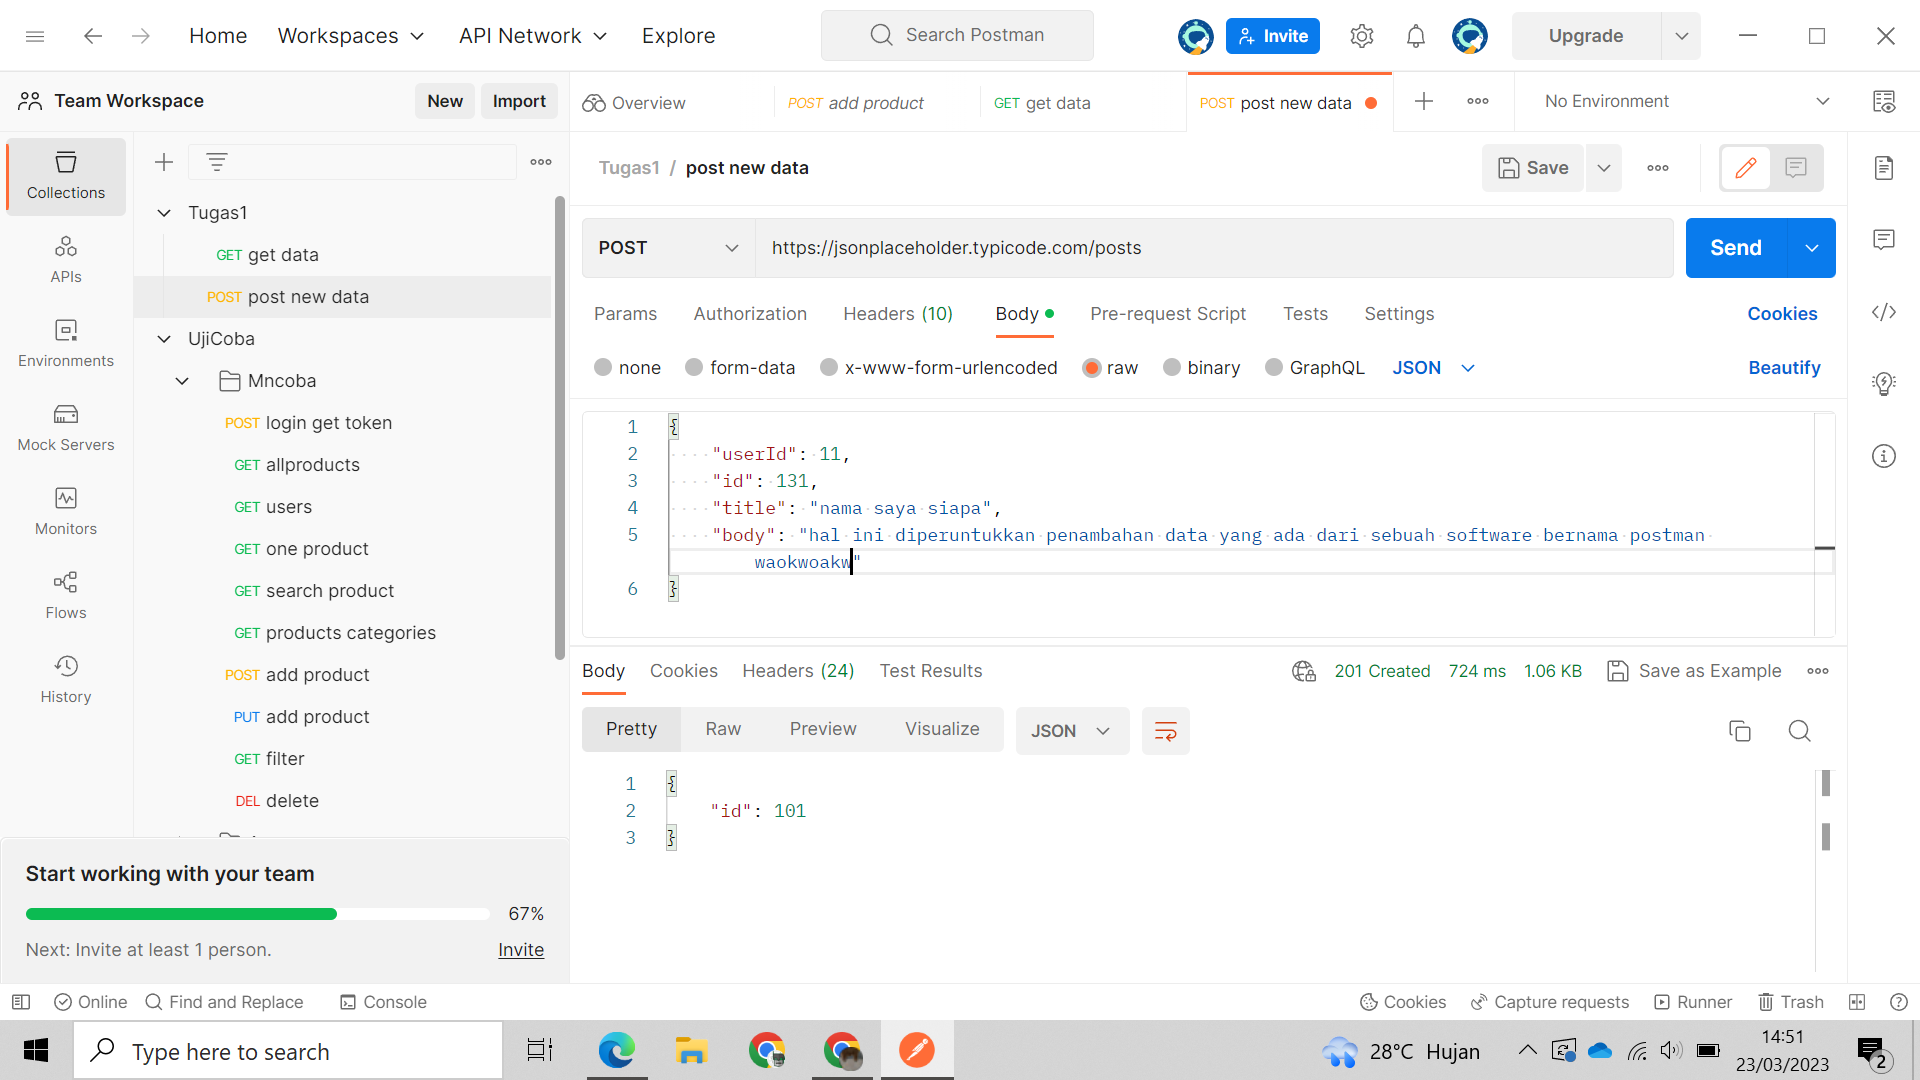 Home
Workspaces
API Network
Explore
Search Postman
Invite
Upgrade
Team Workspace
New
Import
Overview
POST add product
GET get data
POST post new data
No Environment
Collections
APIs
Environments
Mock Servers
Monitors
Flows
History
Tugas1
GET get data
POST post new data
UjiCoba
Mncoba
POST login get token
GET allproducts
GET users
GET one product
GET search product
GET products categories
POST add product
PUT add product
GET filter
DEL delete
Start working with your team
67%
Next: Invite at least 1 person.
Invite
Tugas1 / post new data
Save
POST
https://jsonplaceholder.typicode.com/posts
Send
Params
Authorization
Headers (10)
Body
Pre-request Script
Tests
Settings
Cookies
none
form-data
x-www-form-urlencoded
raw
binary
GraphQL
JSON
Beautify
1 {
2 "userId": 11,
3 "id": 131,
4 "title": "nama saya siapa",
5 "body": "hal ini diperuntukkan penambahan data yang ada dari sebuah software bernama postman
waokwoakw"
6 }
Body
Cookies
Headers (24)
Test Results
201 Created
724 ms
1.06 KB
Save as Example
Pretty
Raw
Preview
Visualize
JSON
1 {
2 "id": 101
3 }
Online
Find and Replace
Console
Cookies
Capture requests
Runner
Trash
Type here to search
28°C Hujan
14:51
23/03/2023
2